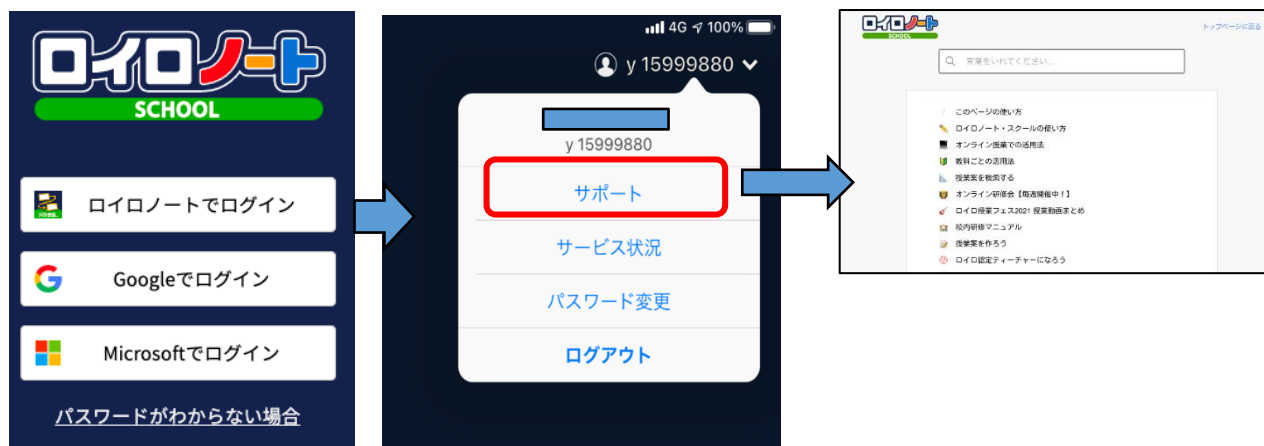 ロイロノート
SCHOOL
ロイロノートでログイン
Googleでログイン
Microsoftでログイン
パスワードがわからない場合
4G 100%
y 15999880
y 15999880
サポート
サービス状況
パスワード変更
ログアウト
ロイロノート
SCHOOL
トップページに戻る
言葉をいれてください...
このページの使い方
ロイロノート・スクールの使い方
オンライン授業での活用法
教科ごとの活用法
授業案を検索する
オンライン研修会【毎週開催中！】
ロイロ授業フェス2021 授業動画まとめ
校内研修マニュアル
授業案を作ろう
ロイロ認定ティーチャーになろう